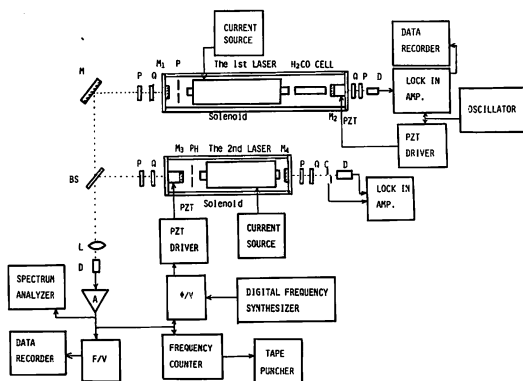 CURRENT
SOURCE
DATA
RECORDER
M
P Q
M₁ P
The 1st LASER
H₂CO CELL
Q P D
LOCK IN
AMP.
OSCILLATOR
Solenoid
M₂
PZT
PZT
DRIVER
BS
P Q
M₃ PH
The 2nd LASER
M₄
P Q C D
LOCK IN
AMP.
PZT
Solenoid
PZT
DRIVER
CURRENT
SOURCE
L
D
SPECTRUM
ANALYZER
A
Φ/V
DIGITAL FREQUENCY
SYNTHESIZER
DATA
RECORDER
F/V
FREQUENCY
COUNTER
TAPE
PUNCHER